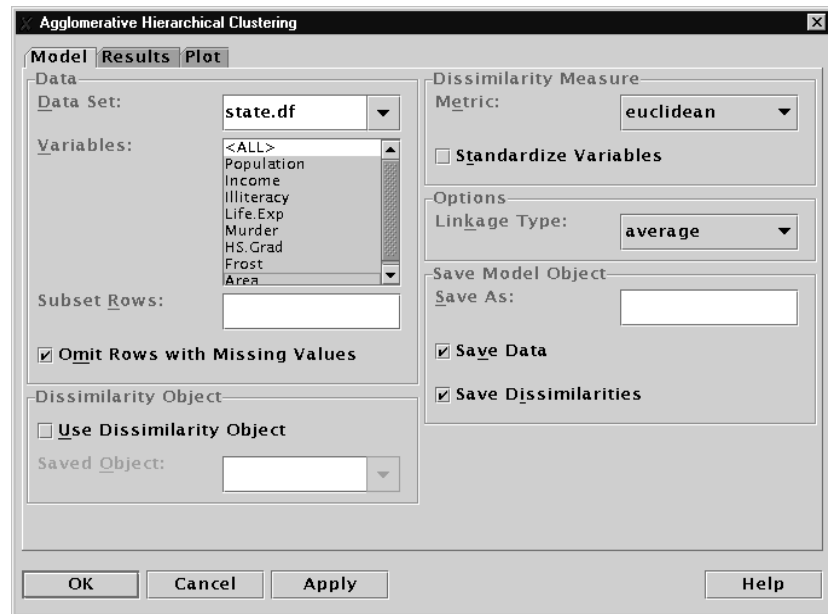 Agglomerative Hierarchical Clustering
Model Results Plot
Data
Data Set: state.df
Variables: <ALL>
Population
Income
Illiteracy
Life.Exp
Murder
HS.Grad
Frost
Area
Subset Rows:
Omit Rows with Missing Values
Dissimilarity Object
Use Dissimilarity Object
Saved Object:
Dissimilarity Measure
Metric: euclidean
Standardize Variables
Options
Linkage Type: average
Save Model Object
Save As:
Save Data
Save Dissimilarities
OK Cancel Apply Help